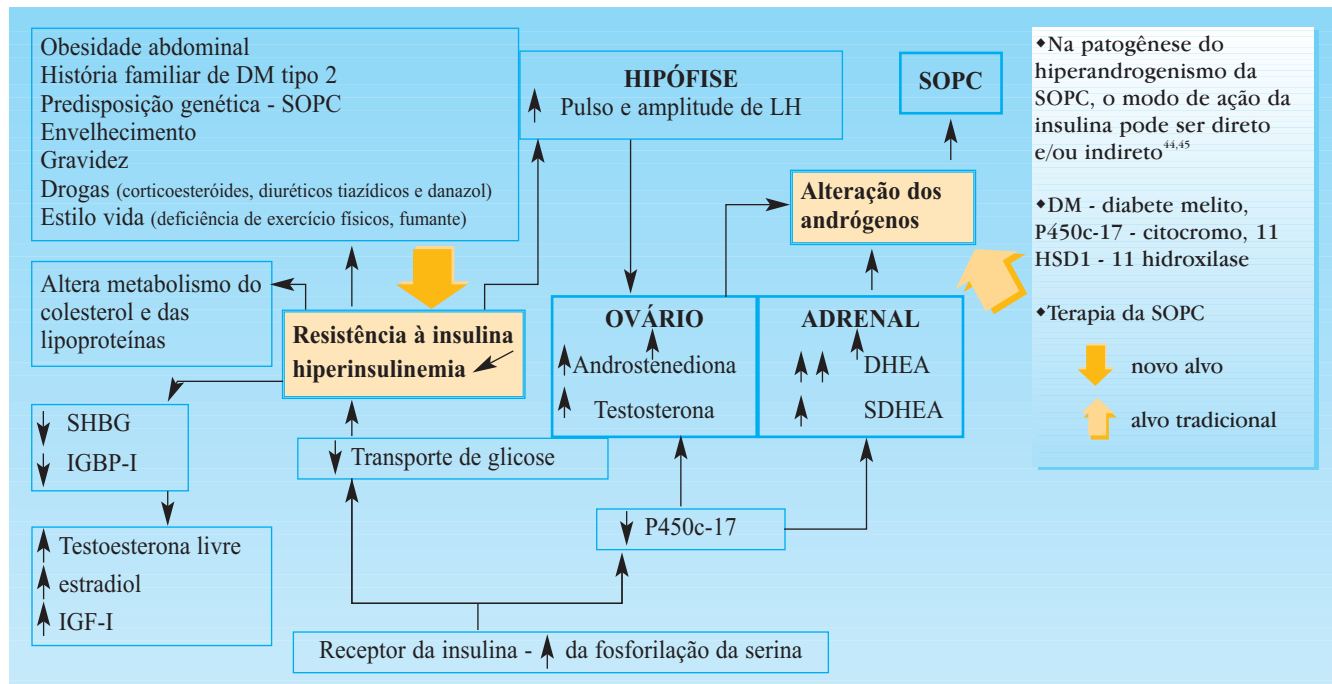 Obesidade abdominal
História familiar de DM tipo 2
Predisposição genética - SOPC
Envelhecimento
Gravidez
Drogas (corticoesteróides, diuréticos tiazídicos e danazol)
Estilo vida (deficiência de exercício físicos, fumante)
HIPÓFISE
Pulso e amplitude de LH
SOPC
Alteração dos
andrógenos
Altera metabolismo do
colesterol e das
lipoproteínas
Resistência à insulina
hiperinsulinemia
OVÁRIO
Androstenediona
Testosterona
ADRENAL
DHEA
SDHEA
SHBG
IGBP-I
Transporte de glicose
P450c-17
Testoesterona livre
estradiol
IGF-I
Receptor da insulina - da fosforilação da serina
Na patogênese do
hiperandrogenismo da
SOPC, o modo de ação da
insulina pode ser direto
e/ou indireto44,45
DM - diabete melito,
P450c-17 - citocromo, 11
HSD1 - 11 hidroxilase
Terapia da SOPC
novo alvo
alvo tradicional